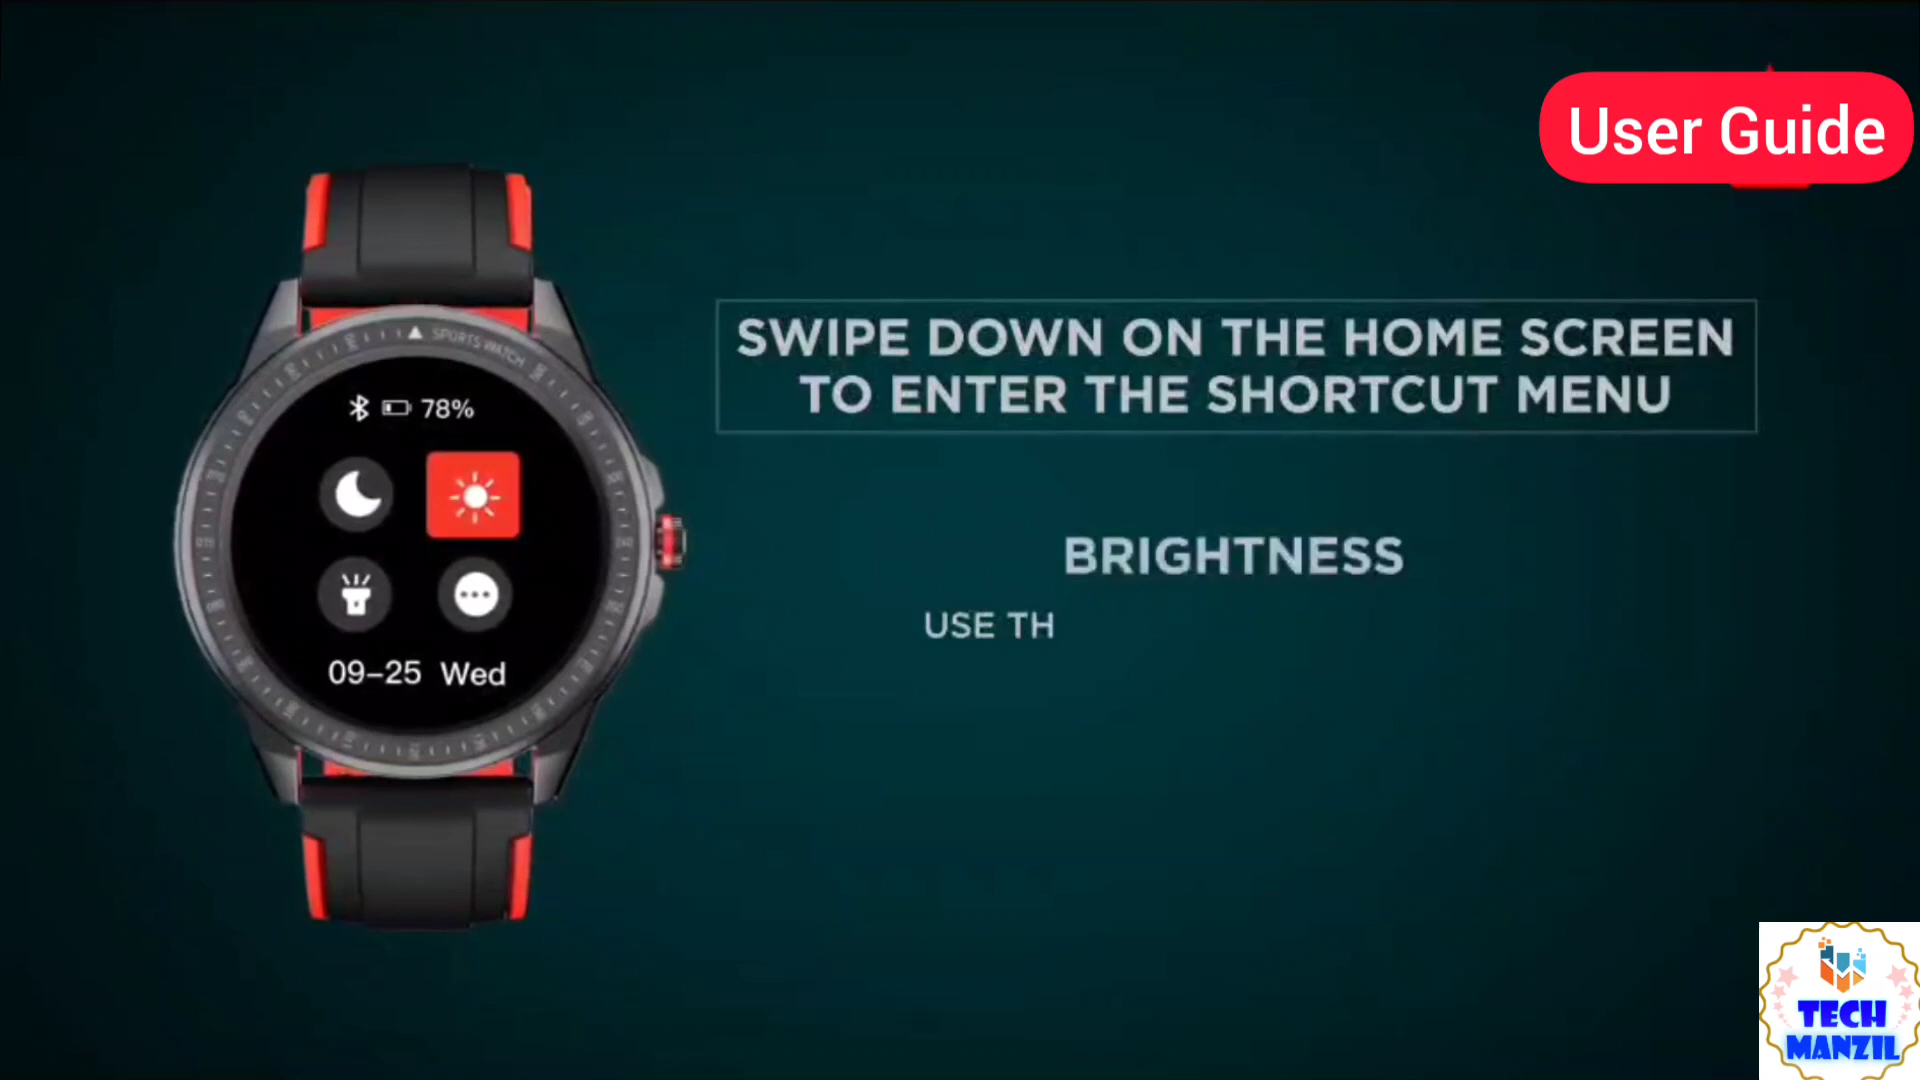 User Guide
SPORTS WATCH
78%
SWIPE DOWN ON THE HOME SCREEN
TO ENTER THE SHORTCUT MENU
BRIGHTNESS
USE TH
09-25 Wed
TECH
MANZIL